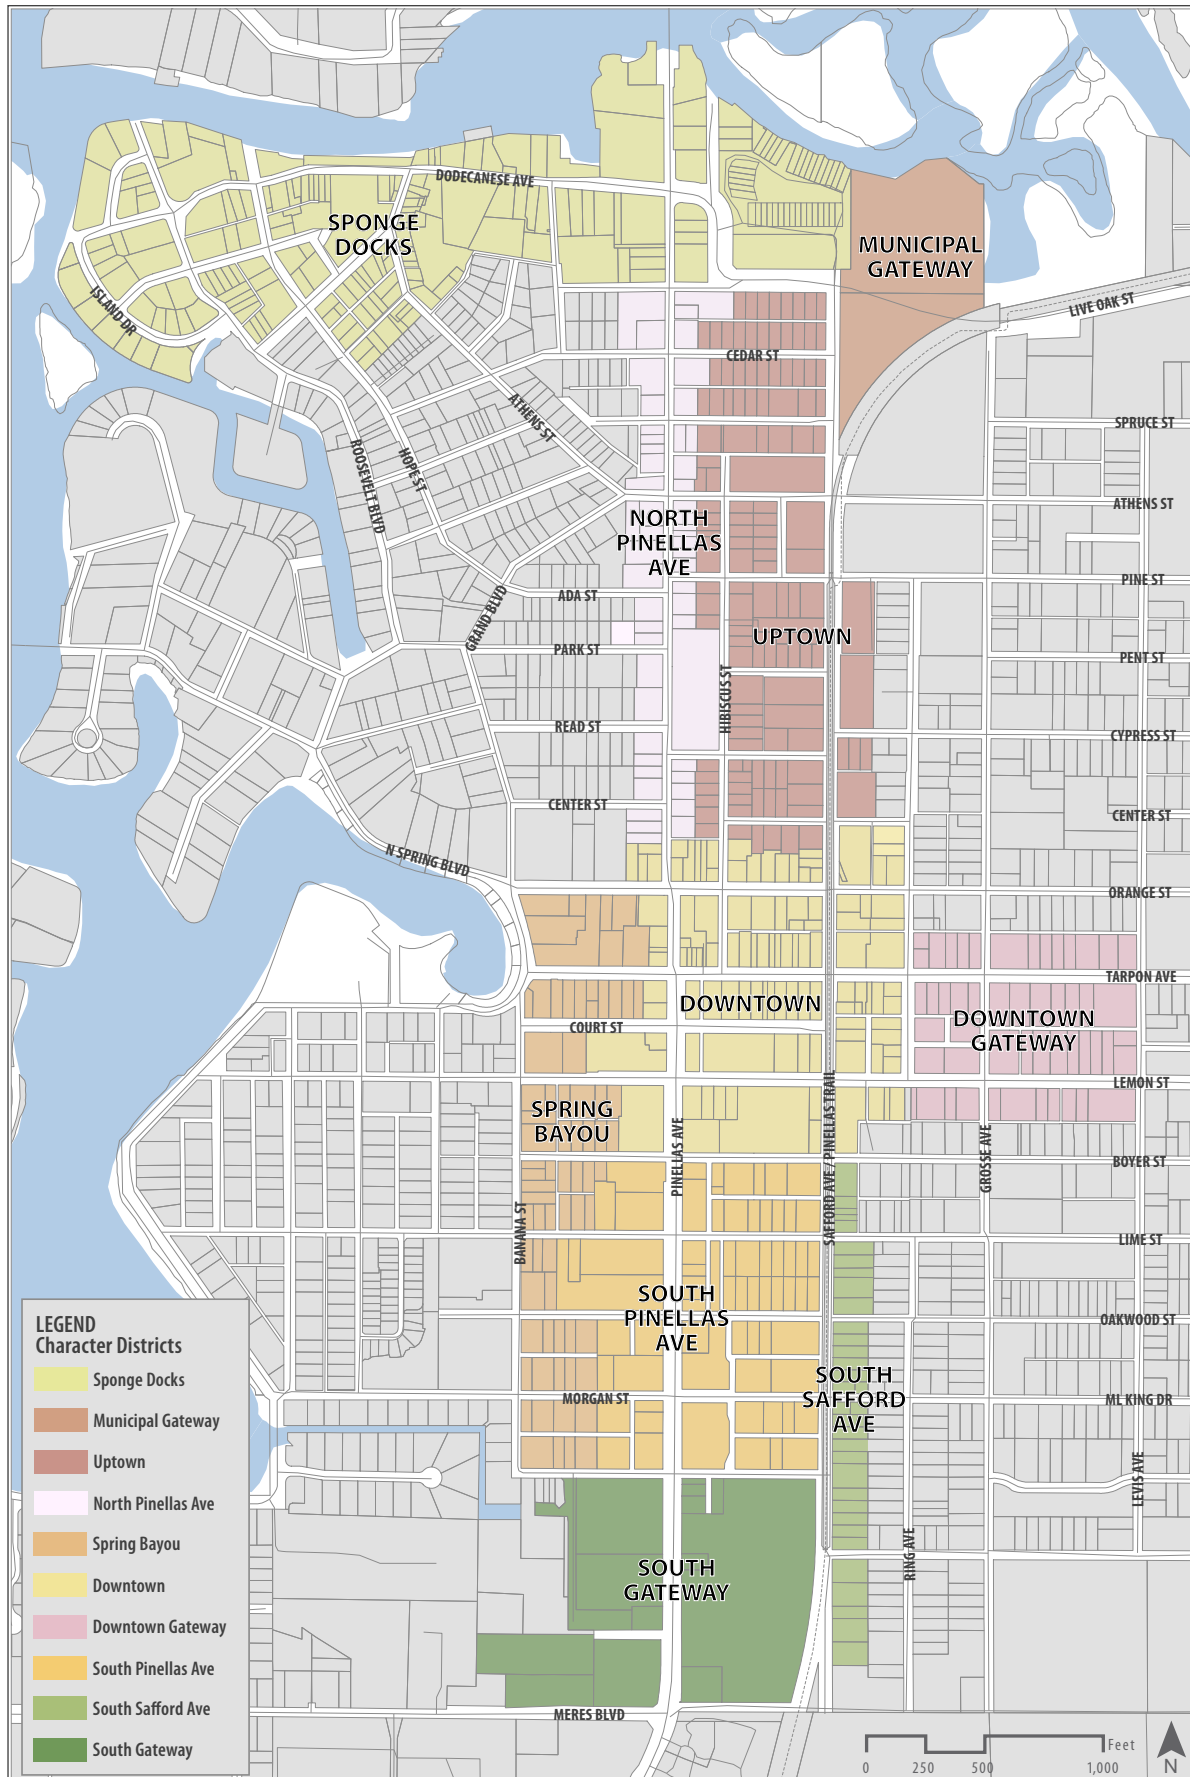 DODECANESE AVE
SPONGE
DOCKS
MUNICIPAL
GATEWAY
ISLAND DR
LIVE OAK ST
CEDAR ST
ATHENS ST
SPRUCE ST
ROOSEVELT BLVD
HOPE ST
ATHENS ST
NORTH
PINELLAS
AVE
PINE ST
ADA ST
GRAND BLVD
UPTOWN
PARK ST
PENT ST
HIBISCUS ST
READ ST
CYPRESS ST
CENTER ST
CENTER ST
N SPRING BLVD
ORANGE ST
TARPON AVE
DOWNTOWN
DOWNTOWN
GATEWAY
COURT ST
LEMON ST
SPRING
BAYOU
PINELLAS AVE
SAFFORD AVE / PINELLAS TRAIL
GROSSE AVE
BOYER ST
BANANA ST
LIME ST
SOUTH
PINELLAS
AVE
OAKWOOD ST
SOUTH
SAFFORD
AVE
MORGAN ST
ML KING DR
LEVIS AVE
RING AVE
SOUTH
GATEWAY
MERES BLVD
LEGEND
Character Districts
Sponge Docks
Municipal Gateway
Uptown
North Pinellas Ave
Spring Bayou
Downtown
Downtown Gateway
South Pinellas Ave
South Safford Ave
South Gateway
Feet
0 250 500 1,000
N